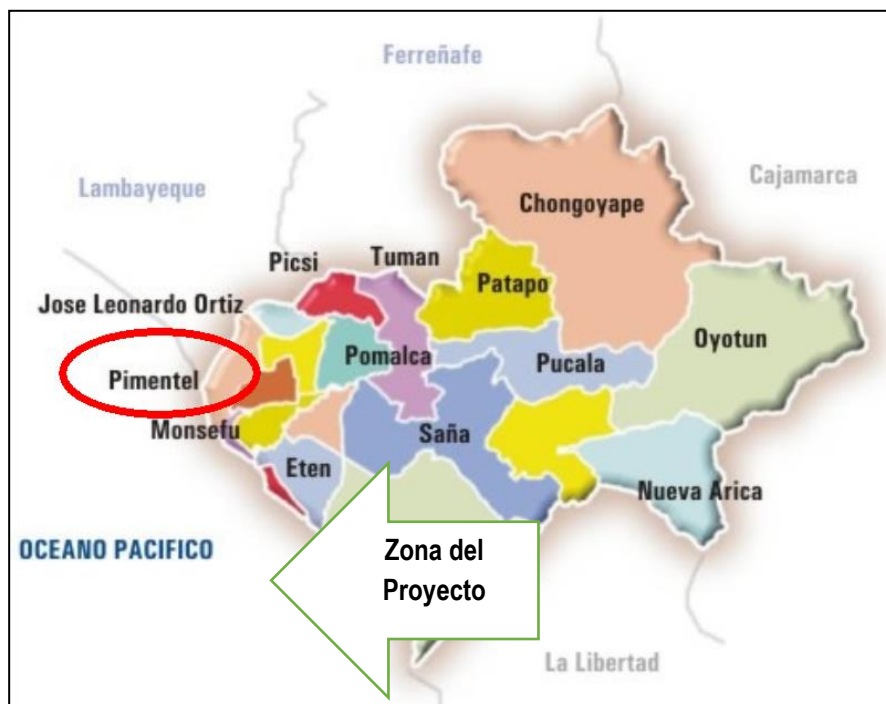 Ferreñafe
Lambayeque
Cajamarca
Chongoyape
Picsi
Tuman
Patapo
Jose Leonardo Ortiz
Oyotun
Pomalca
Pucala
Pimentel
Monsefu
Saña
Eten
Nueva Arica
OCEANO PACIFICO
Zona del
Proyecto
La Libertad